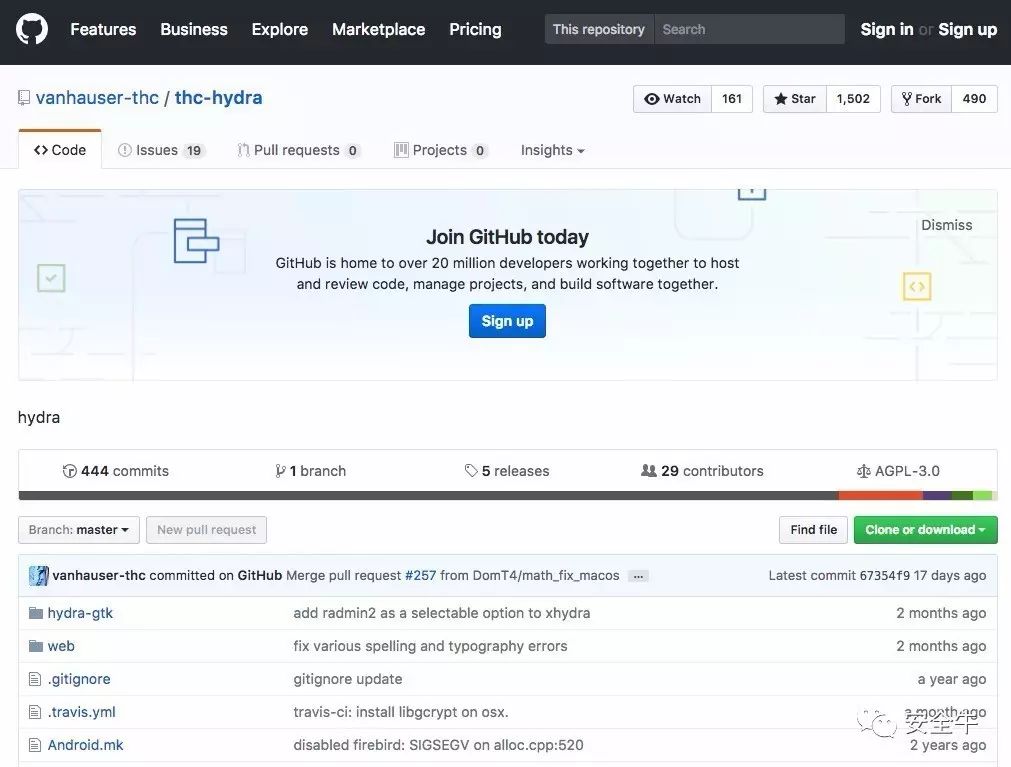 Features Business Explore Marketplace Pricing This repository Search Sign in or Sign up
vanhauser-thc / thc-hydra Watch 161 Star 1,502 Fork 490
Code Issues 19 Pull requests 0 Projects 0 Insights
Dismiss
Join GitHub today
GitHub is home to over 20 million developers working together to host
and review code, manage projects, and build software together.
Sign up
hydra
444 commits 1 branch 5 releases 29 contributors AGPL-3.0
Branch: master New pull request Find file Clone or download
vanhauser-thc committed on GitHub Merge pull request #257 from DomT4/math_fix_macos ... Latest commit 67354f9 17 days ago
hydra-gtk add radmin2 as a selectable option to xhydra 2 months ago
web fix various spelling and typography errors 2 months ago
.gitignore gitignore update a year ago
.travis.yml travis-ci: install libgcrypt on osx. a month ago
安全牛
Android.mk disabled firebird: SIGSEGV on alloc.cpp:520 2 years ago